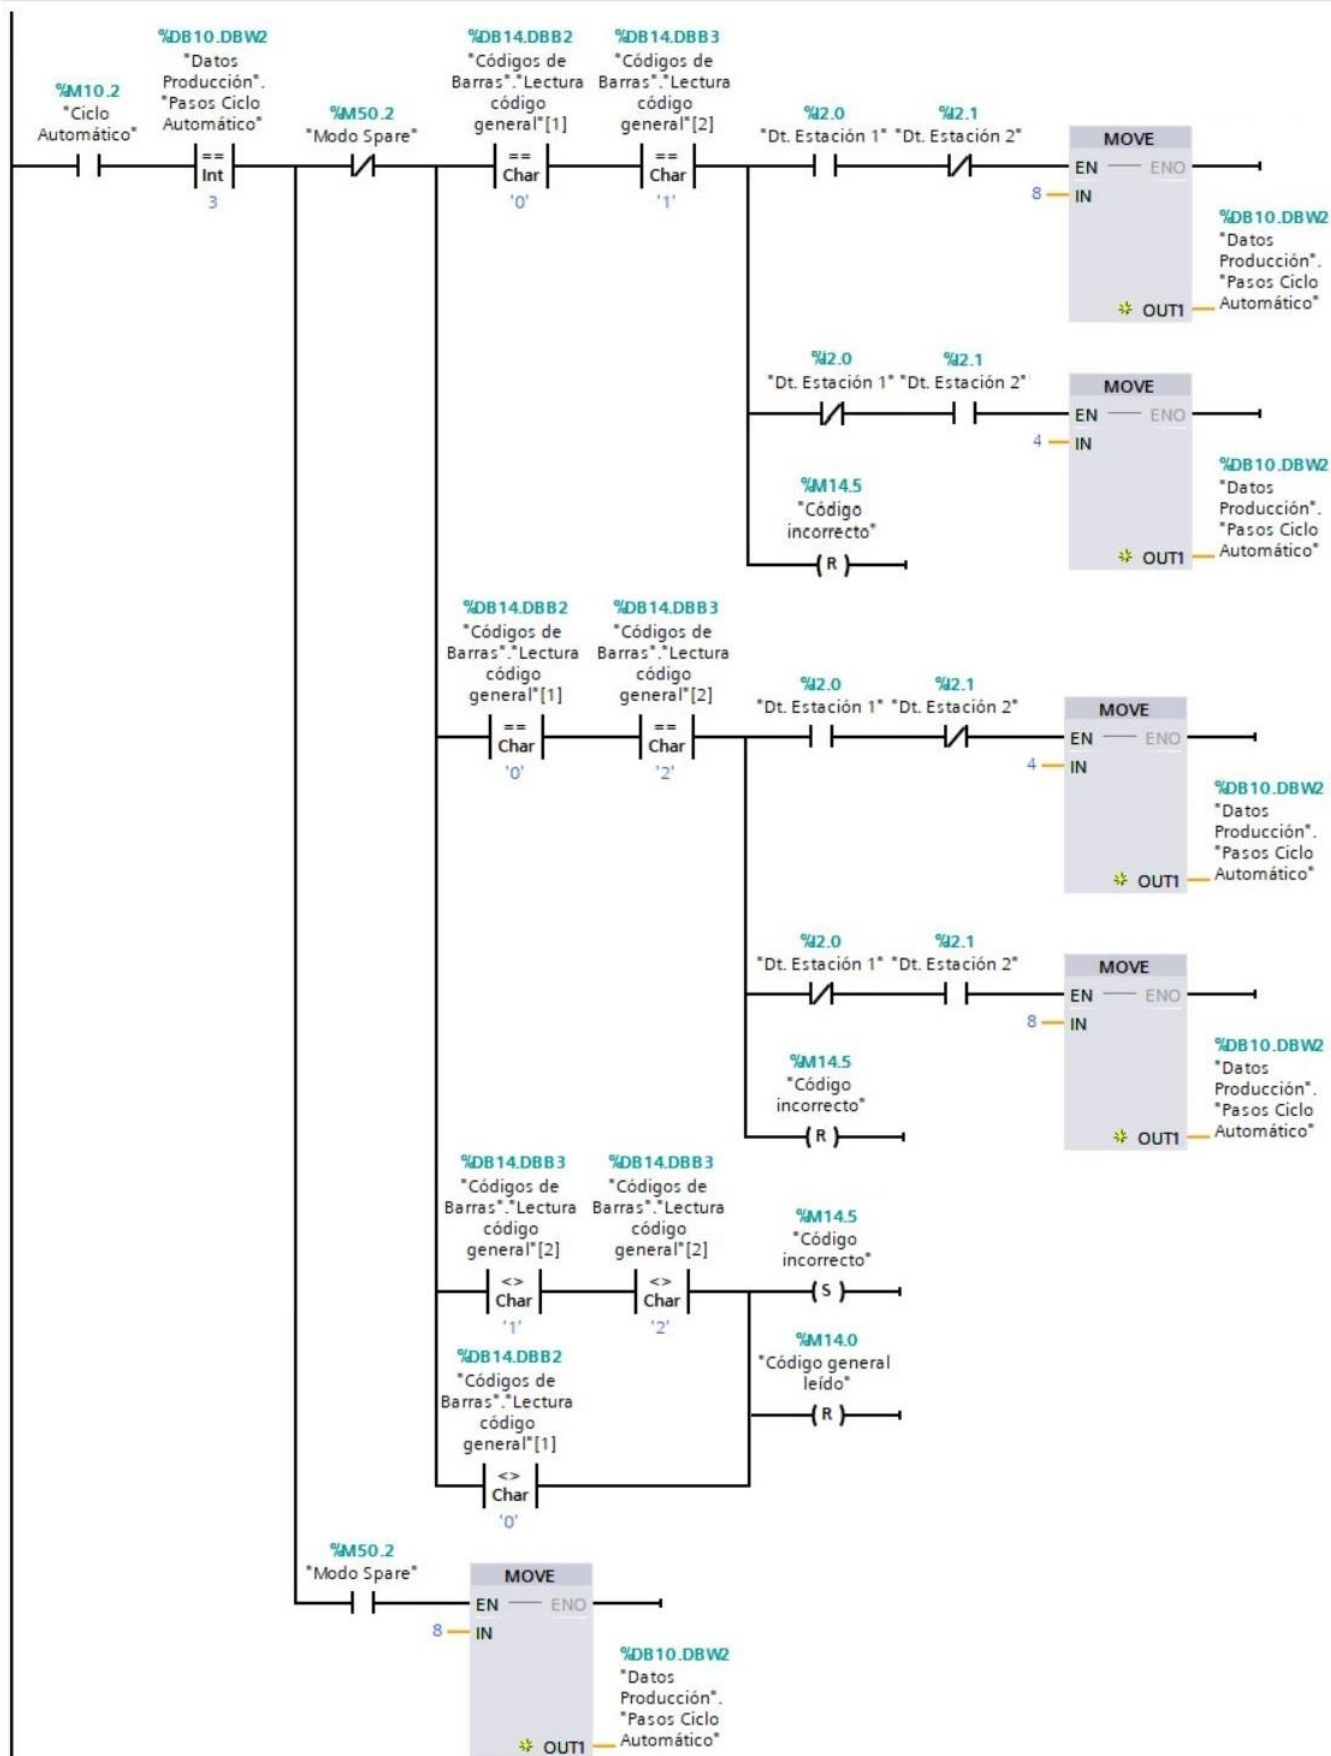 %DB10.DBW2
"Datos
Producción".
"Pasos Ciclo
Automático"
%M10.2
"Ciclo
Automático"
==
Int
3
%M50.2
"Modo Spare"
%DB14.DBB2
"Códigos de
Barras"."Lectura
código
general"[1]
==
Char
'0'
%DB14.DBB3
"Códigos de
Barras"."Lectura
código
general"[2]
==
Char
'1'
%I2.0
"Dt. Estación 1"
%I2.1
"Dt. Estación 2"
MOVE
EN ENO
8 IN
OUT1
%DB10.DBW2
"Datos
Producción".
"Pasos Ciclo
Automático"
%I2.0
"Dt. Estación 1"
%I2.1
"Dt. Estación 2"
MOVE
EN ENO
4 IN
OUT1
%DB10.DBW2
"Datos
Producción".
"Pasos Ciclo
Automático"
%M14.5
"Código
incorrecto"
R
%DB14.DBB2
"Códigos de
Barras"."Lectura
código
general"[1]
==
Char
'0'
%DB14.DBB3
"Códigos de
Barras"."Lectura
código
general"[2]
==
Char
'2'
%I2.0
"Dt. Estación 1"
%I2.1
"Dt. Estación 2"
MOVE
EN ENO
4 IN
OUT1
%DB10.DBW2
"Datos
Producción".
"Pasos Ciclo
Automático"
%I2.0
"Dt. Estación 1"
%I2.1
"Dt. Estación 2"
MOVE
EN ENO
8 IN
OUT1
%DB10.DBW2
"Datos
Producción".
"Pasos Ciclo
Automático"
%M14.5
"Código
incorrecto"
R
%DB14.DBB3
"Códigos de
Barras"."Lectura
código
general"[2]
<>
Char
'1'
%DB14.DBB3
"Códigos de
Barras"."Lectura
código
general"[2]
<>
Char
'2'
%M14.5
"Código
incorrecto"
S
%M14.0
"Código general
leído"
R
%DB14.DBB2
"Códigos de
Barras"."Lectura
código
general"[1]
<>
Char
'0'
%M50.2
"Modo Spare"
MOVE
EN ENO
8 IN
OUT1
%DB10.DBW2
"Datos
Producción".
"Pasos Ciclo
Automático"